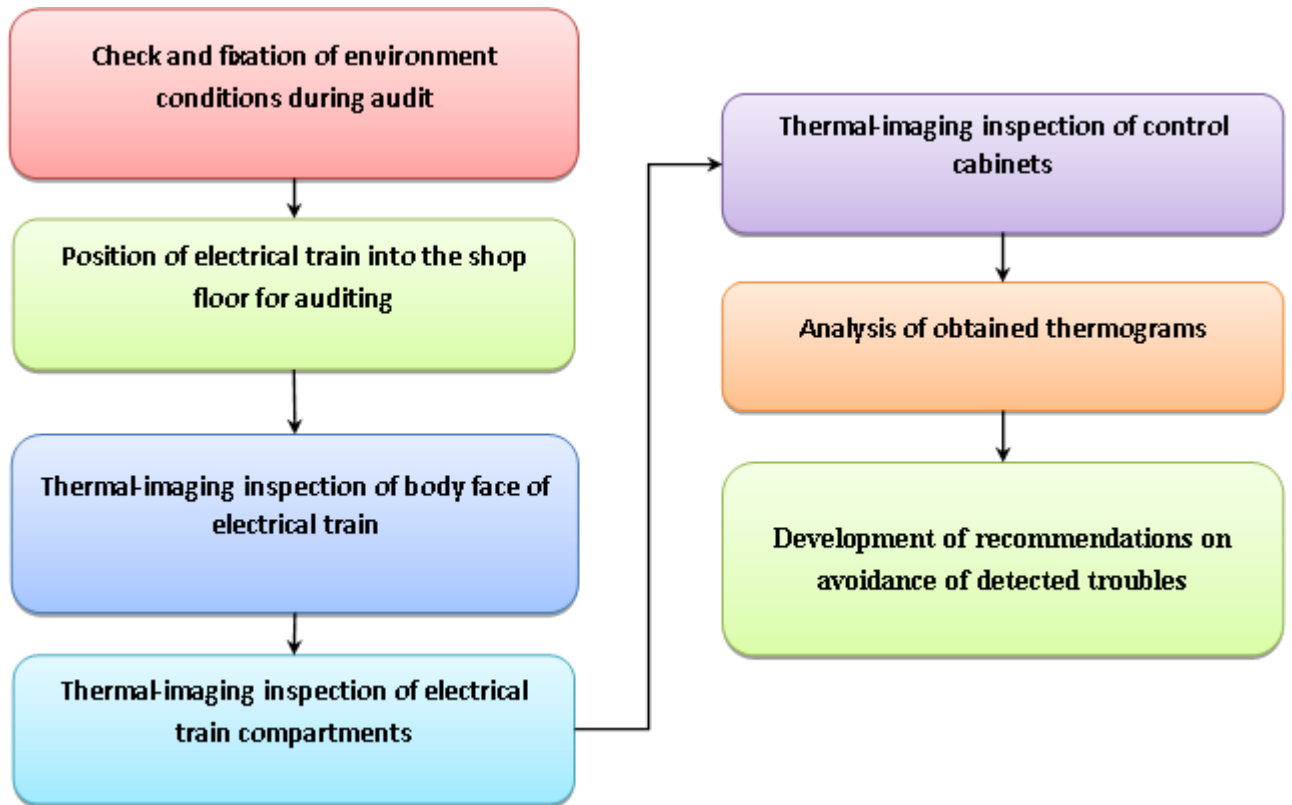 Check and fixation of environment
conditions during audit
Position of electrical train into the shop
floor for auditing
Thermal-imaging inspection of body face of
electrical train
Thermal-imaging inspection of electrical
train compartments
Thermal-imaging inspection of control
cabinets
Analysis of obtained thermograms
Development of recommendations on
avoidance of detected troubles